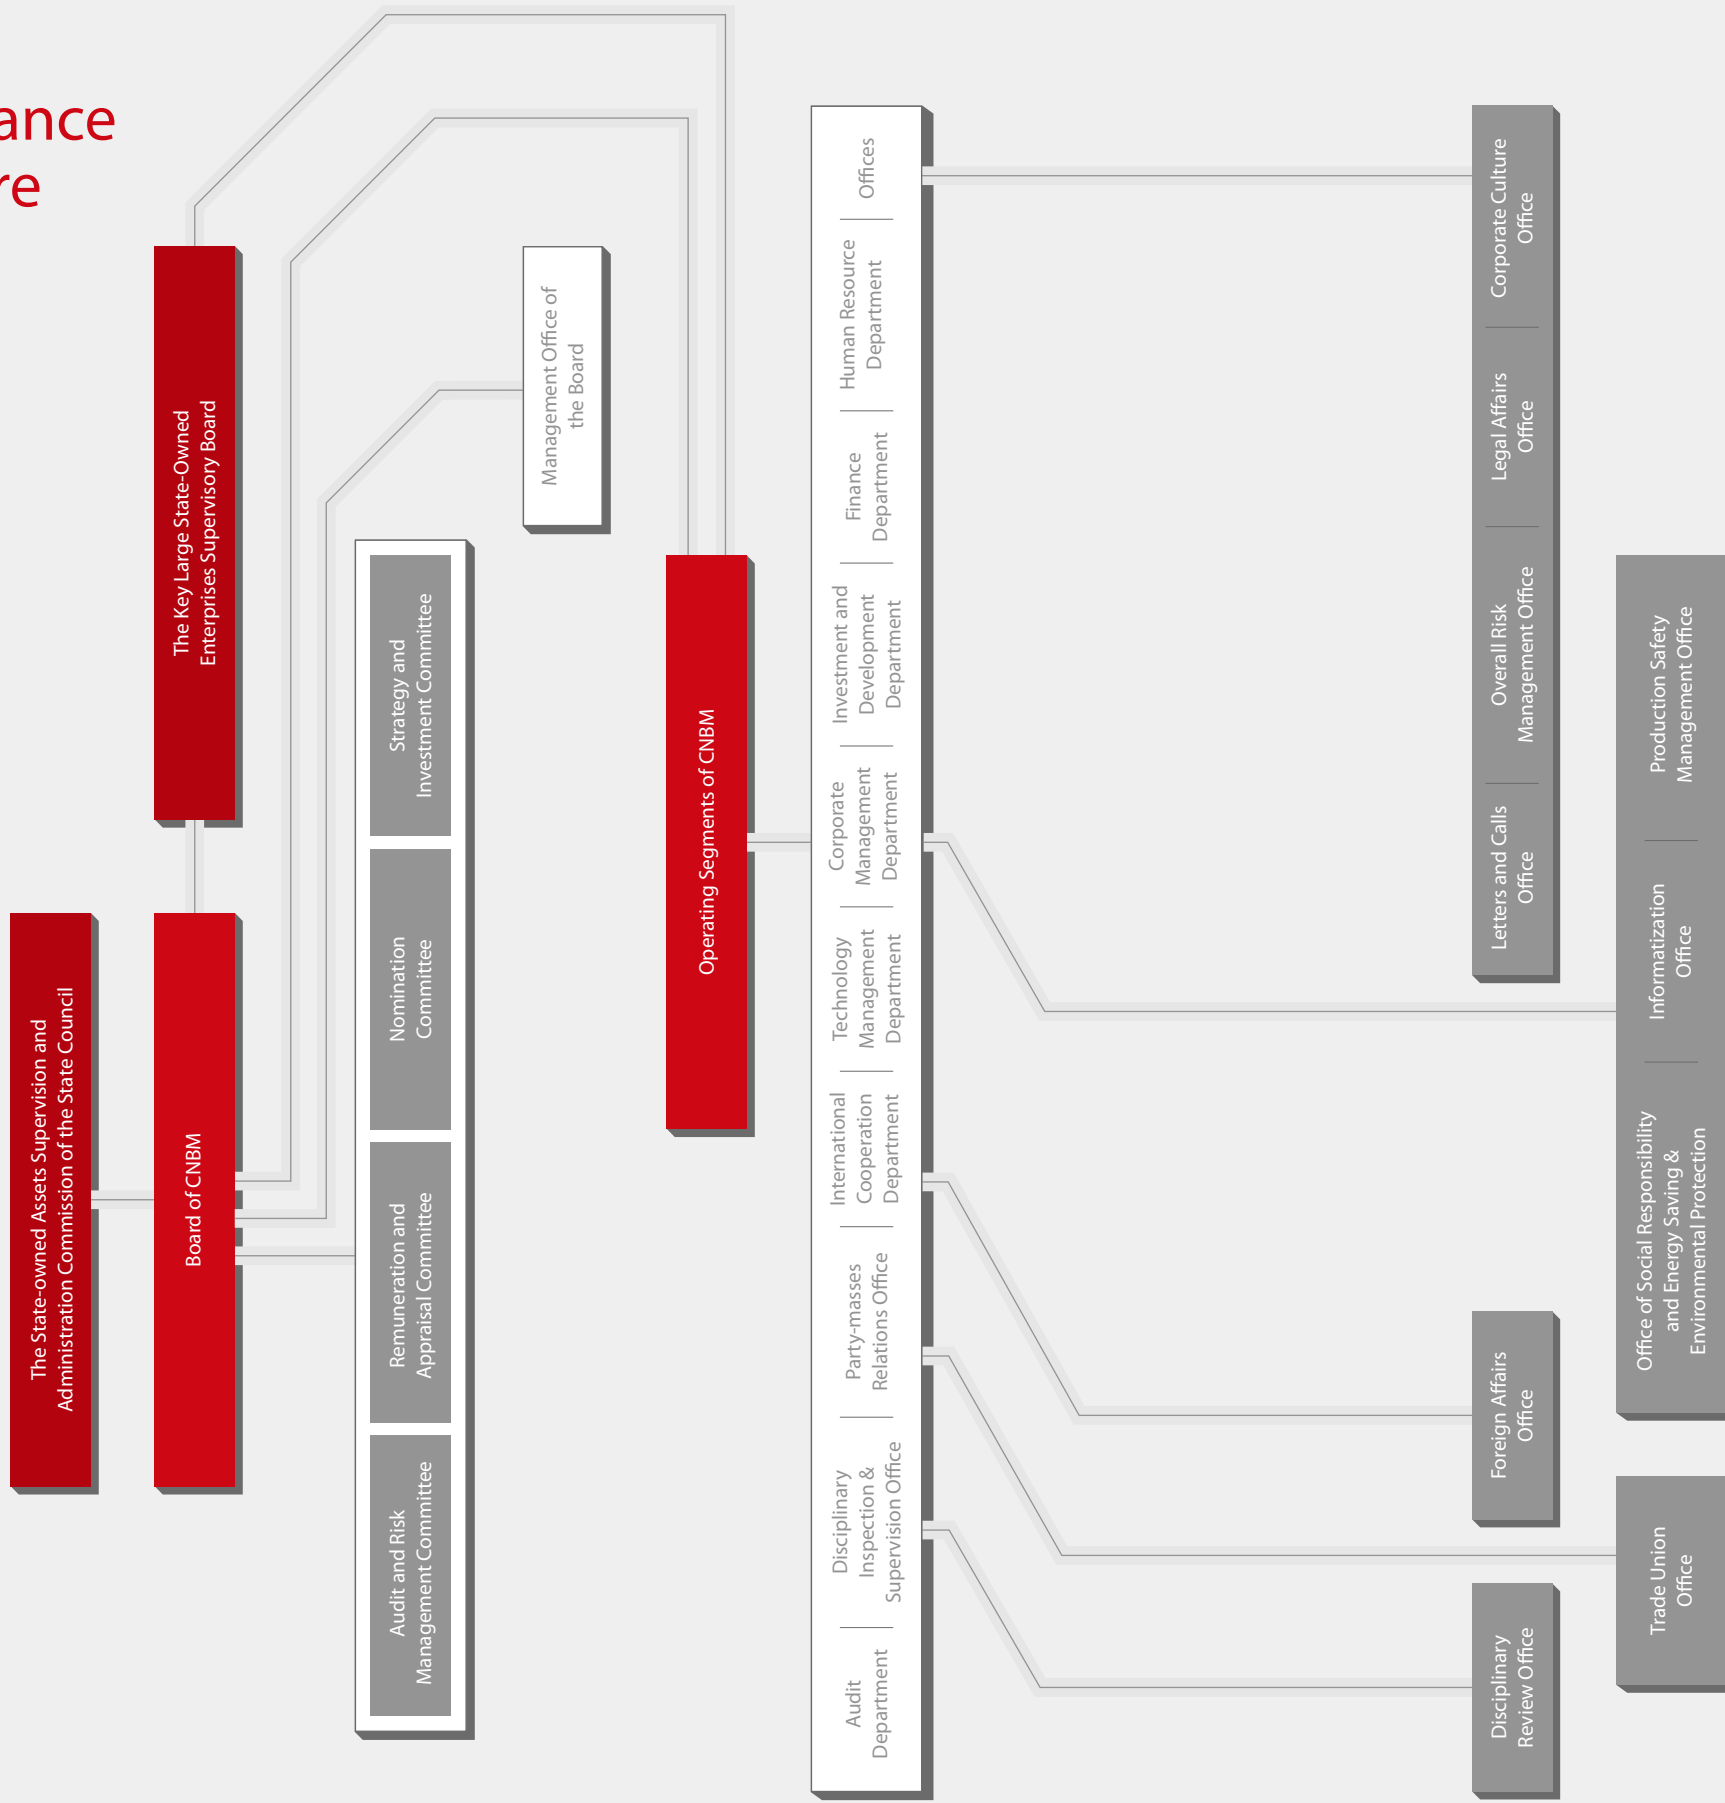 ance
re
The State-owned Assets Supervision and
Administration Commission of the State Council
Board of CNBM
The Key Large State-Owned
Enterprises Supervisory Board
Audit and Risk
Management Committee
Remuneration and
Appraisal Committee
Nomination
Committee
Strategy and
Investment Committee
Management Office of
the Board
Operating Segments of CNBM
Audit
Department
Disciplinary
Inspection &
Supervision Office
Party-masses
Relations Office
International
Cooperation
Department
Technology
Management
Department
Corporate
Management
Department
Investment and
Development
Department
Finance
Department
Human Resource
Department
Offices
Disciplinary
Review Office
Foreign Affairs
Office
Letters and Calls
Office
Overall Risk
Management Office
Legal Affairs
Office
Corporate Culture
Office
Trade Union
Office
Office of Social Responsibility
and Energy Saving &
Environmental Protection
Informatization
Office
Production Safety
Management Office